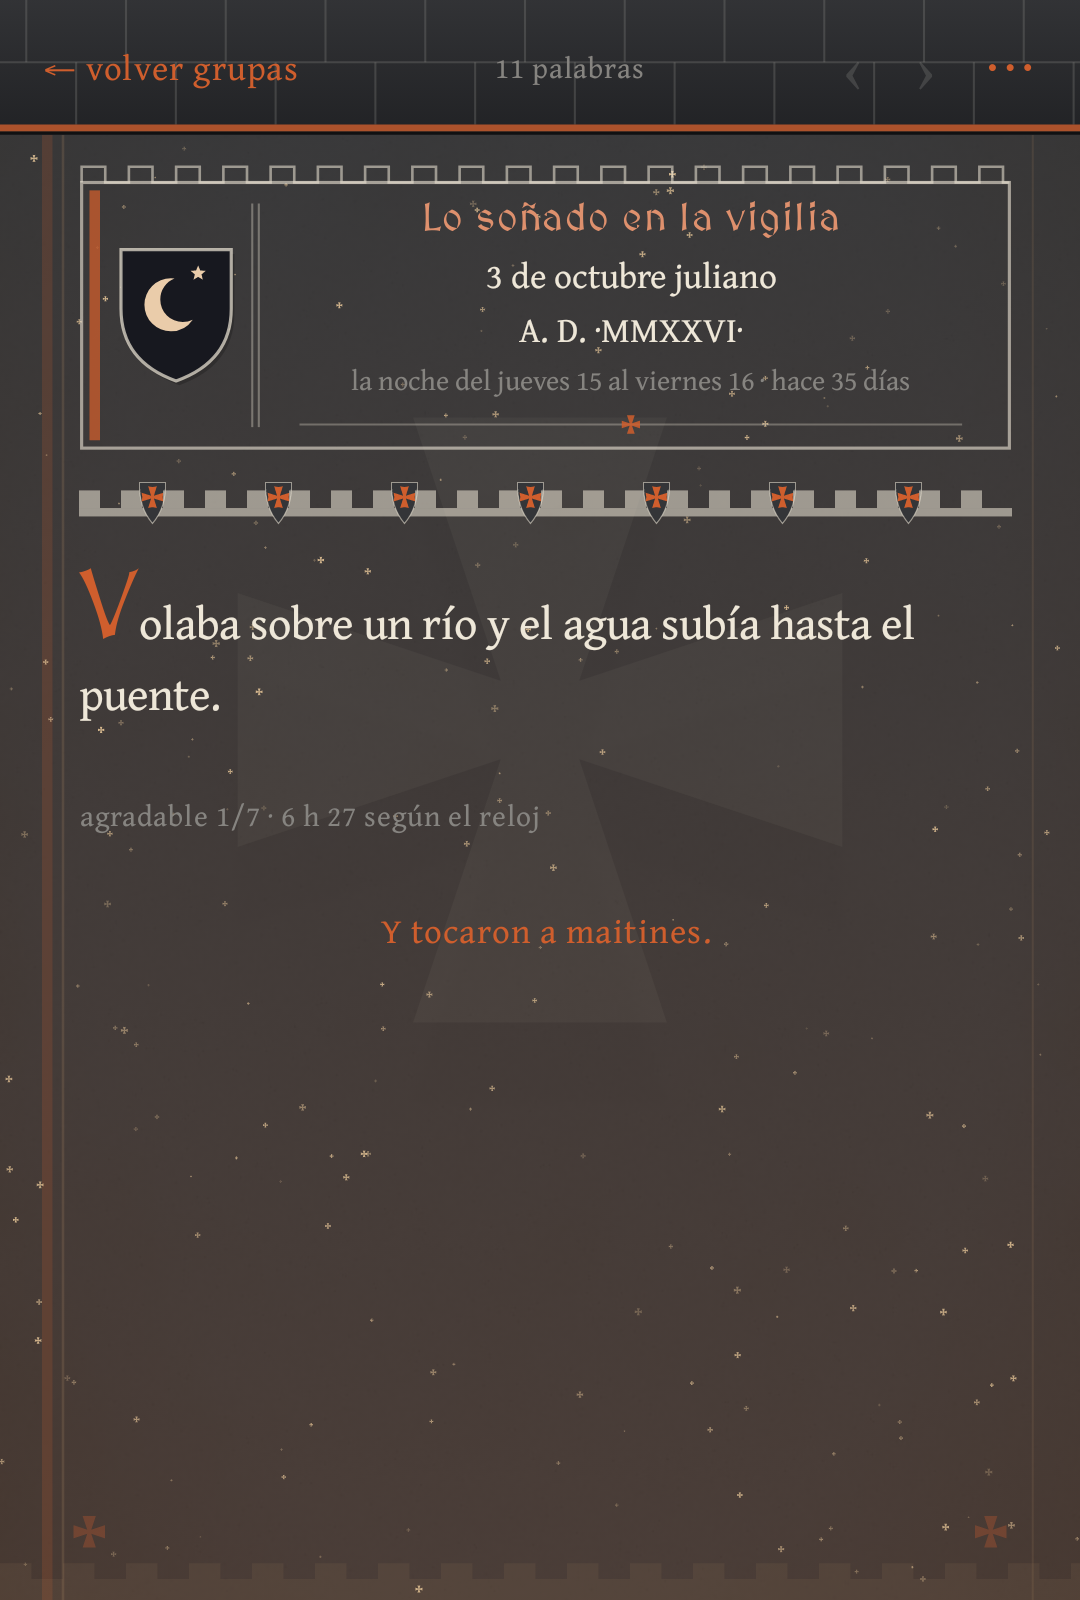 ← volver grupas
11 palabras
‹ › •••
Lo soñado en la vigilia
3 de octubre juliano
A. D. ·MMXXVI·
la noche del jueves 15 al viernes 16 · hace 35 días
Volaba sobre un río y el agua subía hasta el
puente.
agradable 1/7 · 6 h 27 según el reloj
Y tocaron a maitines.